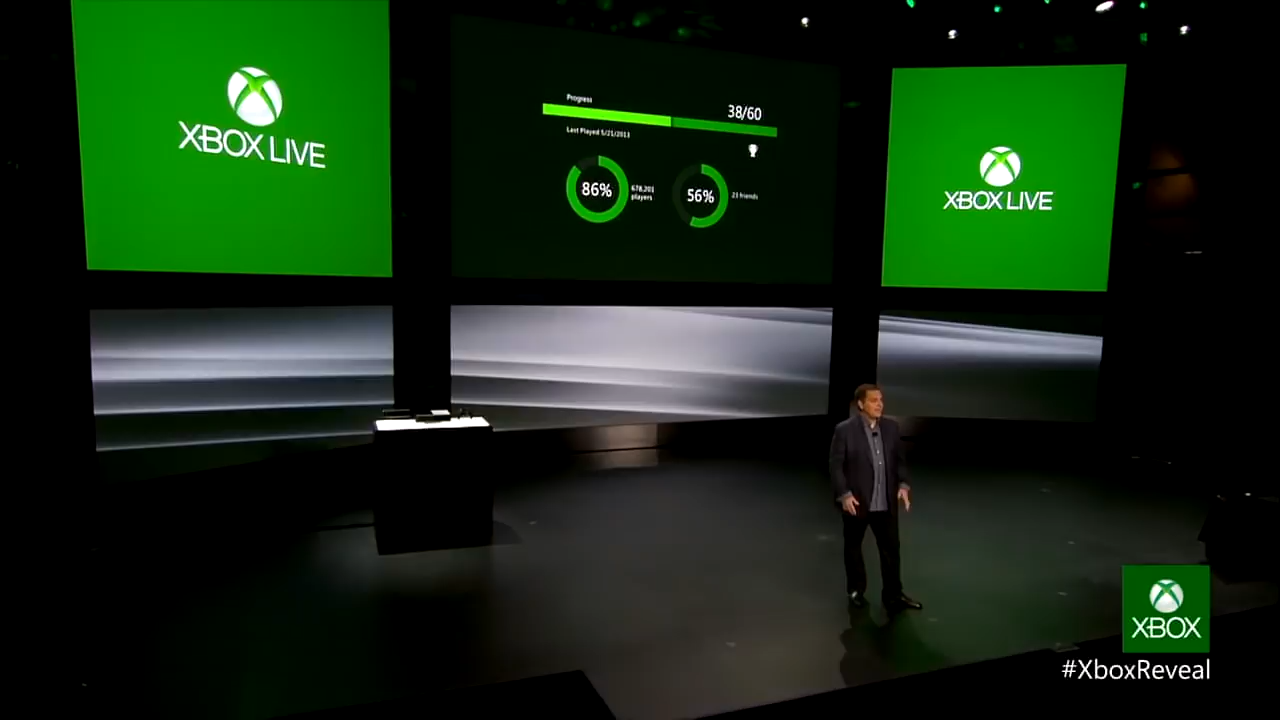 XBOX LIVE
Progress
38/60
Last Played 5/21/2013
86%
678,201
players
56%
23 friends
XBOX LIVE
XBOX
#XboxReveal